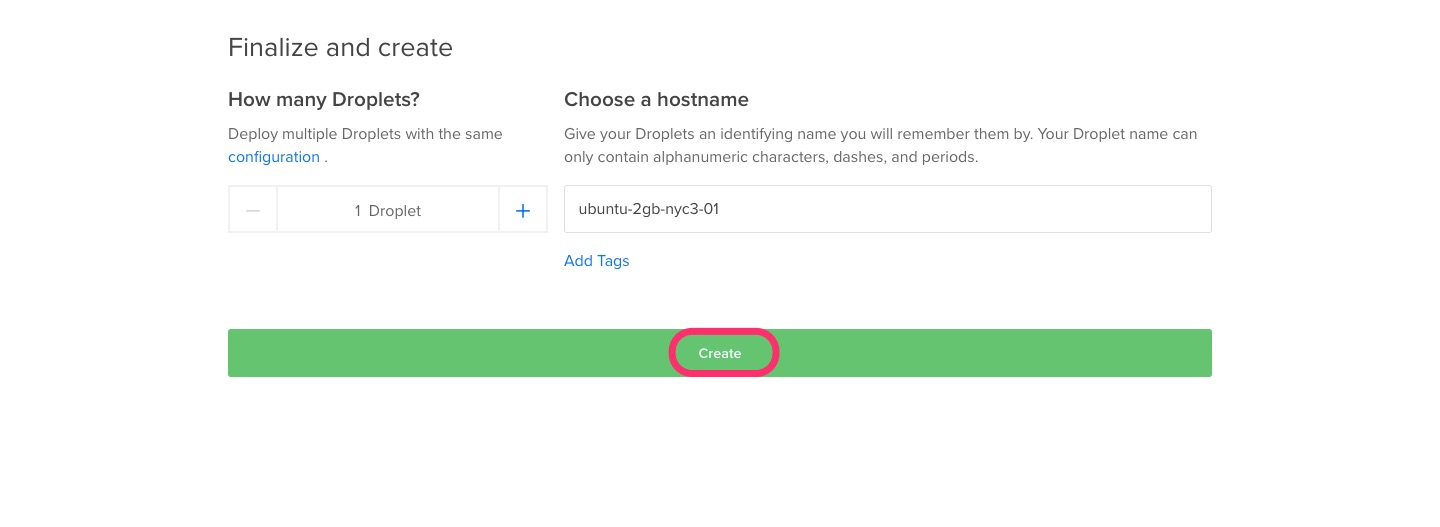 Finalize and create
How many Droplets?
Deploy multiple Droplets with the same
configuration .
1 Droplet
Choose a hostname
Give your Droplets an identifying name you will remember them by. Your Droplet name can
only contain alphanumeric characters, dashes, and periods.
ubuntu-2gb-nyc3-01
Add Tags
Create